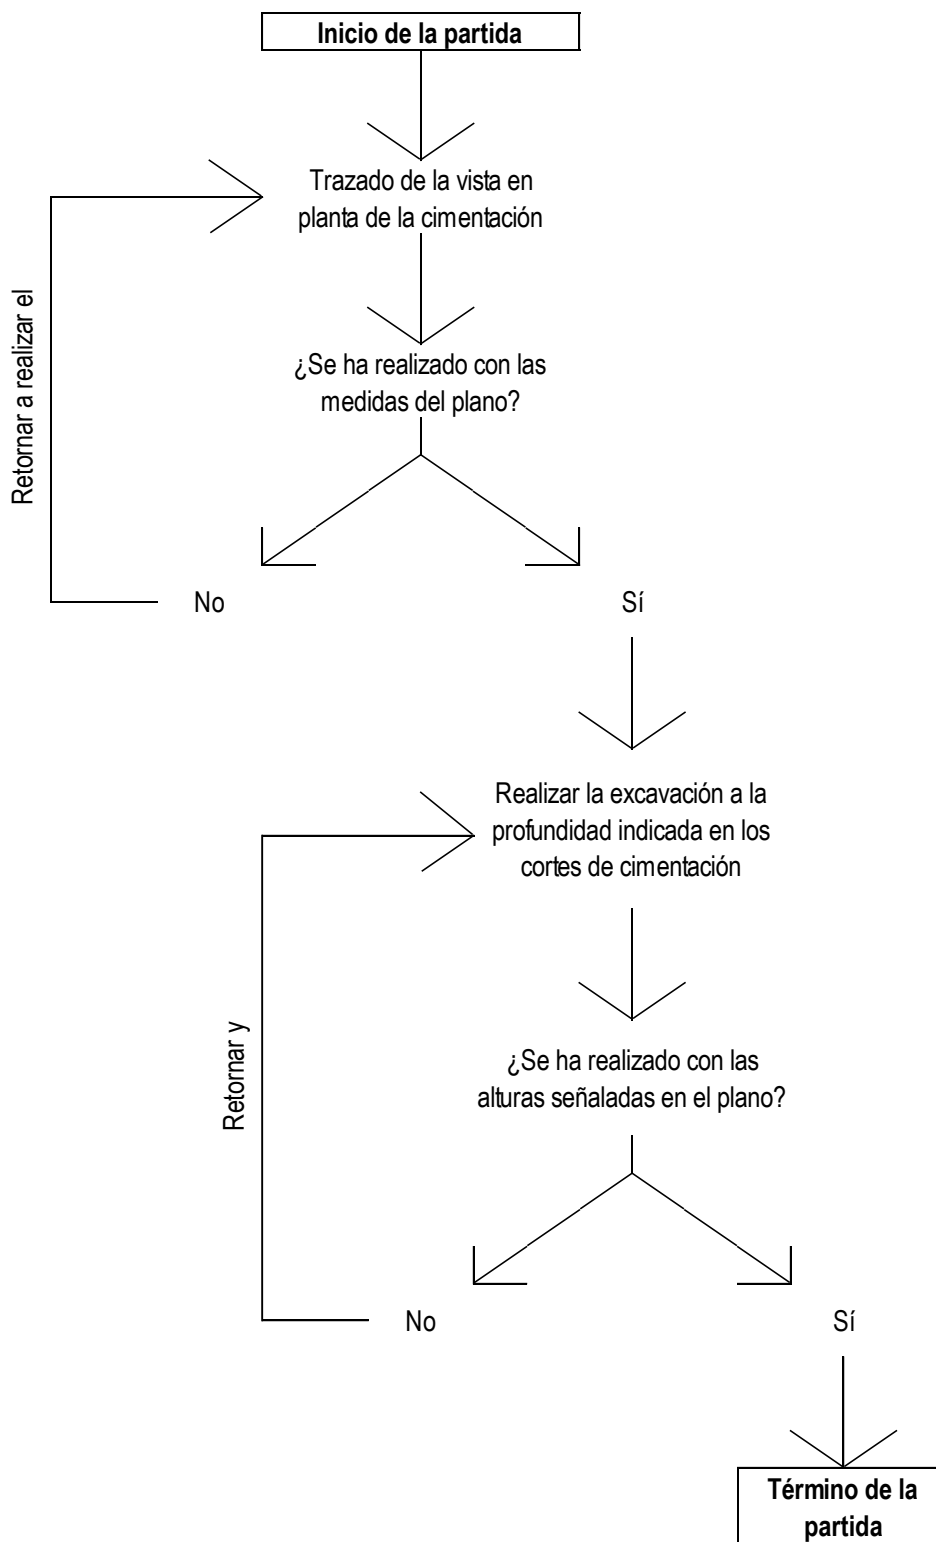 Inicio de la partida
Trazado de la vista en
planta de la cimentación
Retornar a realizar el
¿Se ha realizado con las
medidas del plano?
No
Sí
Realizar la excavación a la
profundidad indicada en los
cortes de cimentación
Retornar y
¿Se ha realizado con las
alturas señaladas en el plano?
No
Sí
Término de la
partida